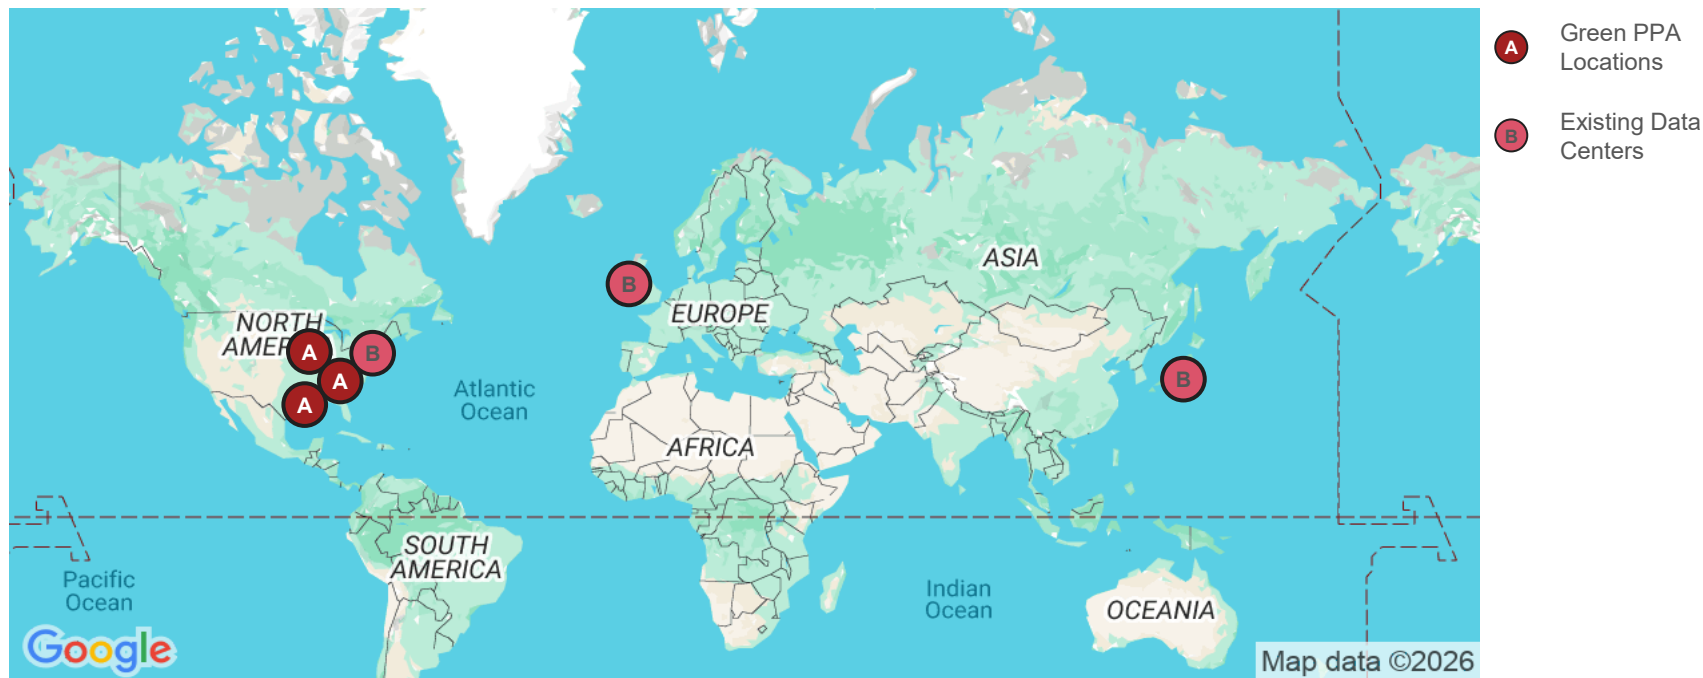 A
Green PPA
Locations
B
Existing Data
Centers
ASIA
B
EUROPE
NORTH
AMER
A
B
A
A
B
Atlantic
Ocean
AFRICA
SOUTH
AMERICA
Pacific
Ocean
Indian
Ocean
OCEANIA
Google
Map data ©2026